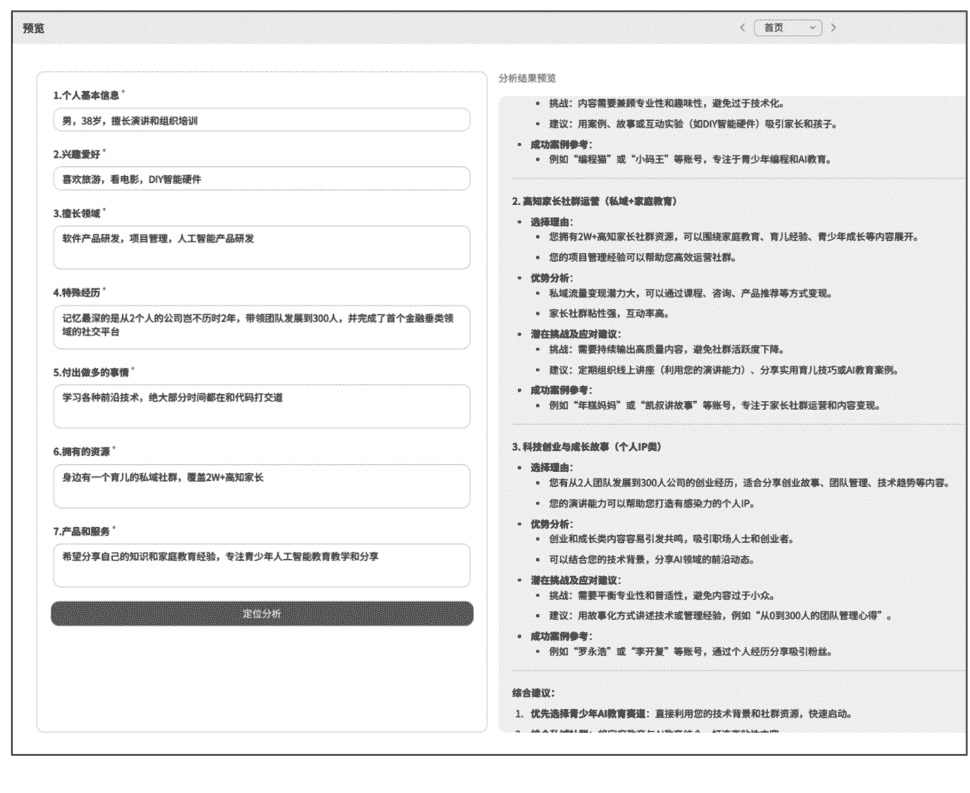 预览
首页
1.个人基本信息 *
男，38岁，擅长演讲和组织培训
2.兴趣爱好 *
喜欢旅游，看电影，DIY智能硬件
3.擅长领域 *
软件产品研发，项目管理，人工智能产品研发
4.特殊经历 *
记忆最深的是从2个人的公司岂不历时2年，带领团队发展到300人，并完成了首个金融垂类领
域的社交平台
5.付出做多的事情 *
学习各种前沿技术，绝大部分时间都在和代码打交道
6.拥有的资源 *
身边有一个育儿的私域社群，覆盖2W+高知家长
7.产品和服务 *
希望分享自己的知识和家庭教育经验，专注青少年人工智能教育教学和分享
定位分析
分析结果预览
• 挑战：内容需要兼顾专业性和趣味性，避免过于技术化。
• 建议：用案例、故事或互动实验（如DIY智能硬件）吸引家长和孩子。
• 成功案例参考：
• 例如“编程猫”或“小码王”等账号，专注于青少年编程和AI教育。
2. 高知家长社群运营（私域+家庭教育）
• 选择理由：
• 您拥有2W+高知家长社群资源，可以围绕家庭教育、育儿经验、青少年成长等内容展开。
• 您的项目管理经验可以帮助您高效运营社群。
• 优势分析：
• 私域流量变现潜力大，可以通过课程、咨询、产品推荐等方式变现。
• 家长社群粘性强，互动率高。
• 潜在挑战及应对建议：
• 挑战：需要持续输出高质量内容，避免社群活跃度下降。
• 建议：定期组织线上讲座（利用您的演讲能力）、分享实用育儿技巧或AI教育案例。
• 成功案例参考：
• 例如“年糕妈妈”或“凯叔讲故事”等账号，专注于家长社群运营和内容变现。
3. 科技创业与成长故事（个人IP类）
• 选择理由：
• 您有从2人团队发展到300人公司的创业经历，适合分享创业故事、团队管理、技术趋势等内容。
• 您的演讲能力可以帮助您打造有感染力的个人IP。
• 优势分析：
• 创业和成长类内容容易引发共鸣，吸引职场人士和创业者。
• 可以结合您的技术背景，分享AI领域的前沿动态。
• 潜在挑战及应对建议：
• 挑战：需要平衡专业性和普适性，避免内容过于小众。
• 建议：用故事化方式讲述技术或管理经验，例如“从0到300人的团队管理心得”。
• 成功案例参考：
• 例如“罗永浩”或“李开复”等账号，通过个人经历分享吸引粉丝。
综合建议：
1. 优先选择青少年AI教育赛道：直接利用您的技术背景和社群资源，快速启动。